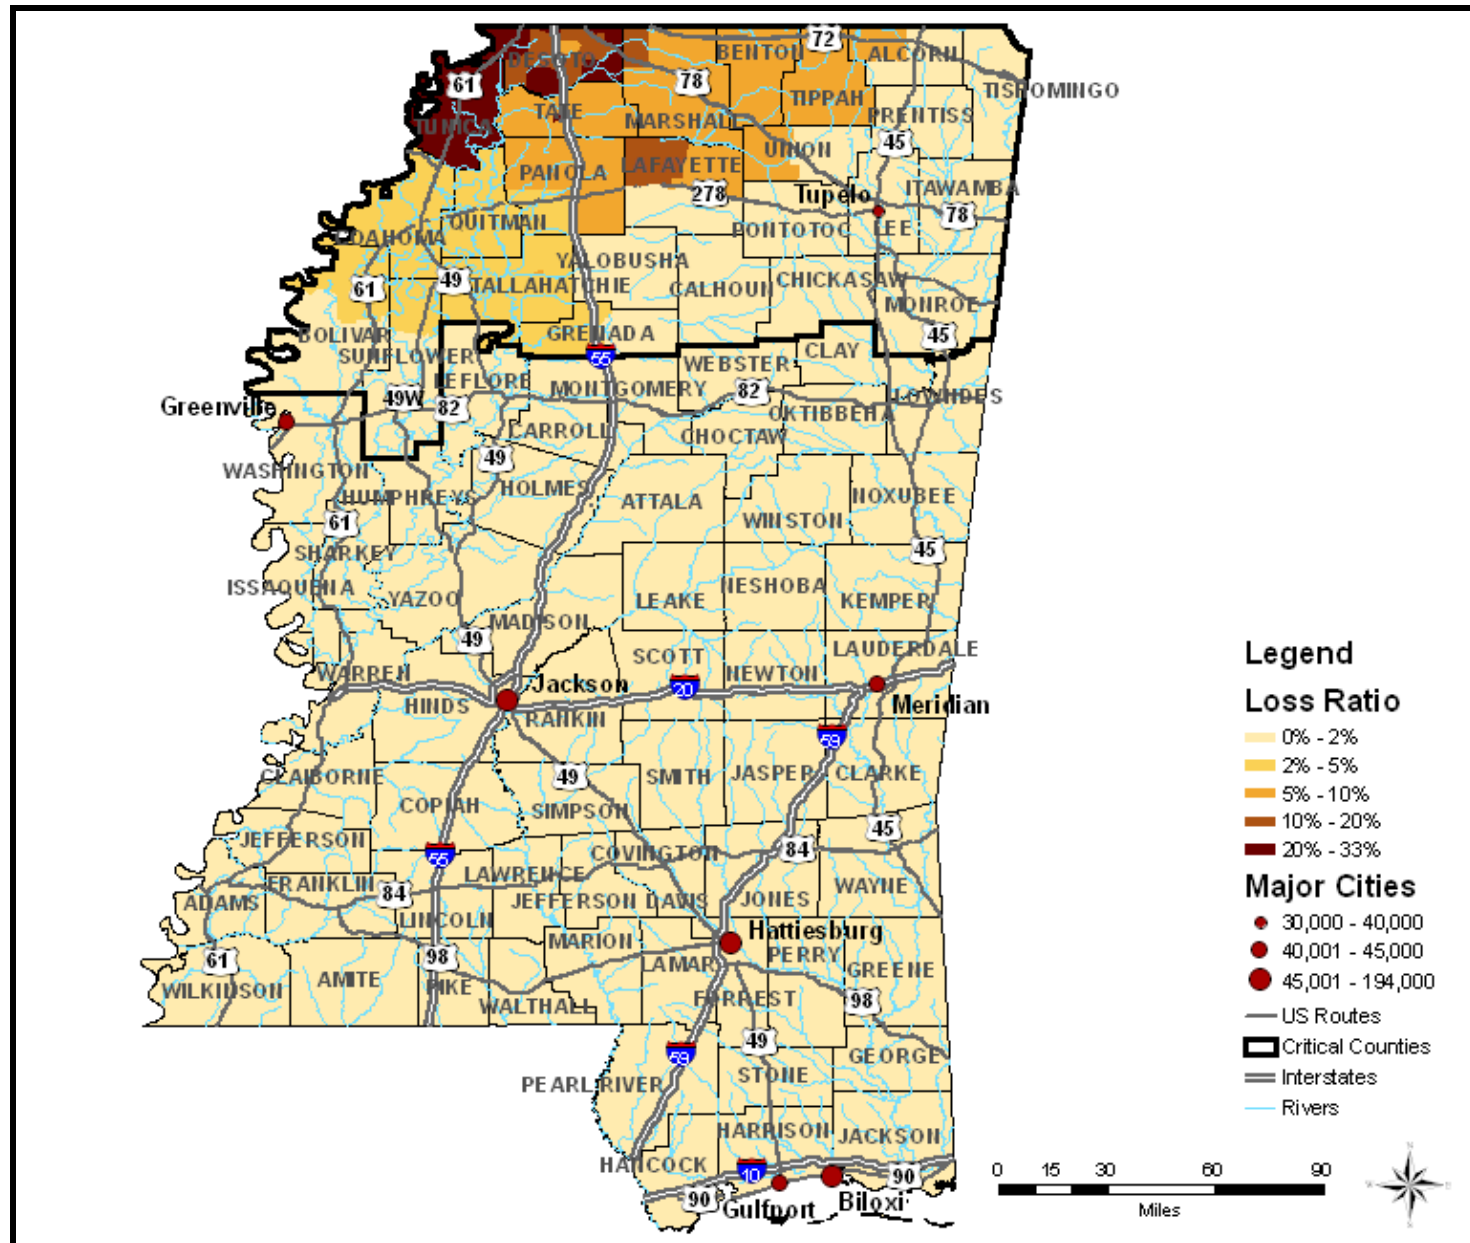 72
BENTON
ALCORN
DESOTO
61
78
TISHOMINGO
TIPPAH
TATE
MARSHALL
PRENTISS
TUNICA
45
UNION
PANOLA
LAFAYETTE
278
Tupelo
ITAWAMBA
78
QUITMAN
PONTOTOC
LEE
COAHOMA
YALOBUSHA
49
TALLAHATCHIE
CALHOUN
CHICKASAW
61
MONROE
BOLIVAR
GRENADA
45
SUNFLOWER
55
CLAY
WEBSTER
LEFLORE
MONTGOMERY
49W
82
82
LOWNDES
Greenville
OKTIBBEHA
CARROLL
CHOCTAW
49
WASHINGTON
HUMPHREYS
HOLMES
ATTALA
NOXUBEE
61
WINSTON
SHARKEY
45
ISSAQUENA
YAZOO
LEAKE
NESHOBA
KEMPER
49
MADISON
SCOTT
LAUDERDALE
WARREN
NEWTON
Jackson
20
HINDS
RANKIN
Meridian
59
CLAIBORNE
49
SMITH
JASPER
CLARKE
COPIAH
SIMPSON
JEFFERSON
45
55
COVINGTON
84
LAWRENCE
FRANKLIN
84
ADAMS
JEFFERSON DAVIS
JONES
WAYNE
LINCOLN
Hattiesburg
MARION
61
98
LAMAR
PERRY
GREENE
WILKINSON
AMITE
PIKE
WALTHALL
FORREST
98
49
59
GEORGE
PEARL RIVER
STONE
HARRISON
JACKSON
HANCOCK
10
90
90
Gulfport
Biloxi
Legend
Loss Ratio
0% - 2%
2% - 5%
5% - 10%
10% - 20%
20% - 33%
Major Cities
30,000 - 40,000
40,001 - 45,000
45,001 - 194,000
US Routes
Critical Counties
Interstates
Rivers
0 15 30 60 90
Miles